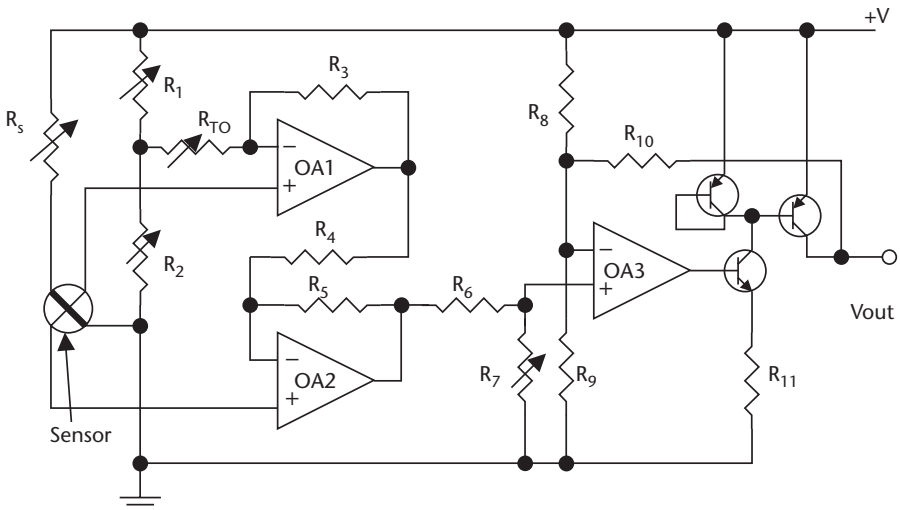 +V
R1
R3
RTO
Rs
R8
R10
− OA1 +
R4
R2
− OA3 +
R5
R6
Vout
− OA2 +
R7
R9
R11
Sensor